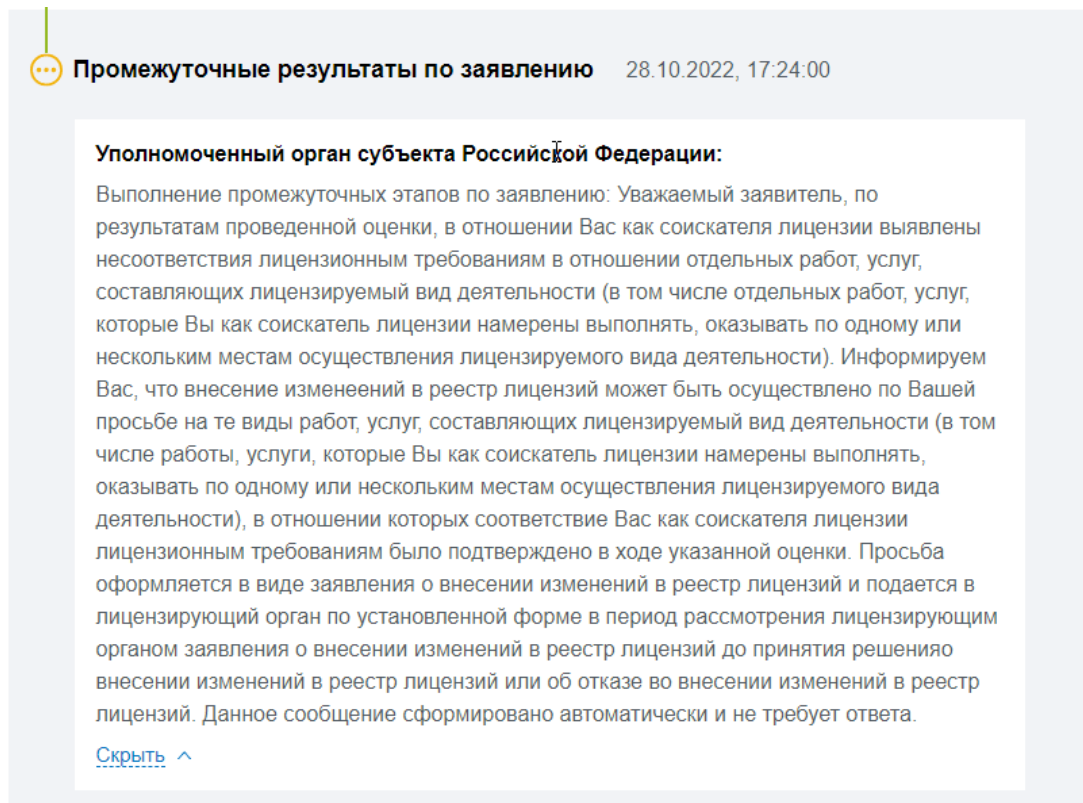 Промежуточные результаты по заявлению 28.10.2022, 17:24:00
Уполномоченный орган субъекта Российской Федерации:
Выполнение промежуточных этапов по заявлению: Уважаемый заявитель, по
результатам проведенной оценки, в отношении Вас как соискателя лицензии выявлены
несоответствия лицензионным требованиям в отношении отдельных работ, услуг,
составляющих лицензируемый вид деятельности (в том числе отдельных работ, услуг,
которые Вы как соискатель лицензии намерены выполнять, оказывать по одному или
нескольким местам осуществления лицензируемого вида деятельности). Информируем
Вас, что внесение изменеений в реестр лицензий может быть осуществлено по Вашей
просьбе на те виды работ, услуг, составляющих лицензируемый вид деятельности (в том
числе работы, услуги, которые Вы как соискатель лицензии намерены выполнять,
оказывать по одному или нескольким местам осуществления лицензируемого вида
деятельности), в отношении которых соответствие Вас как соискателя лицензии
лицензионным требованиям было подтверждено в ходе указанной оценки. Просьба
оформляется в виде заявления о внесении изменений в реестр лицензий и подается в
лицензирующий орган по установленной форме в период рассмотрения лицензирующим
органом заявления о внесении изменений в реестр лицензий до принятия решенияо
внесении изменений в реестр лицензий или об отказе во внесении изменений в реестр
лицензий. Данное сообщение сформировано автоматически и не требует ответа.
Скрыть